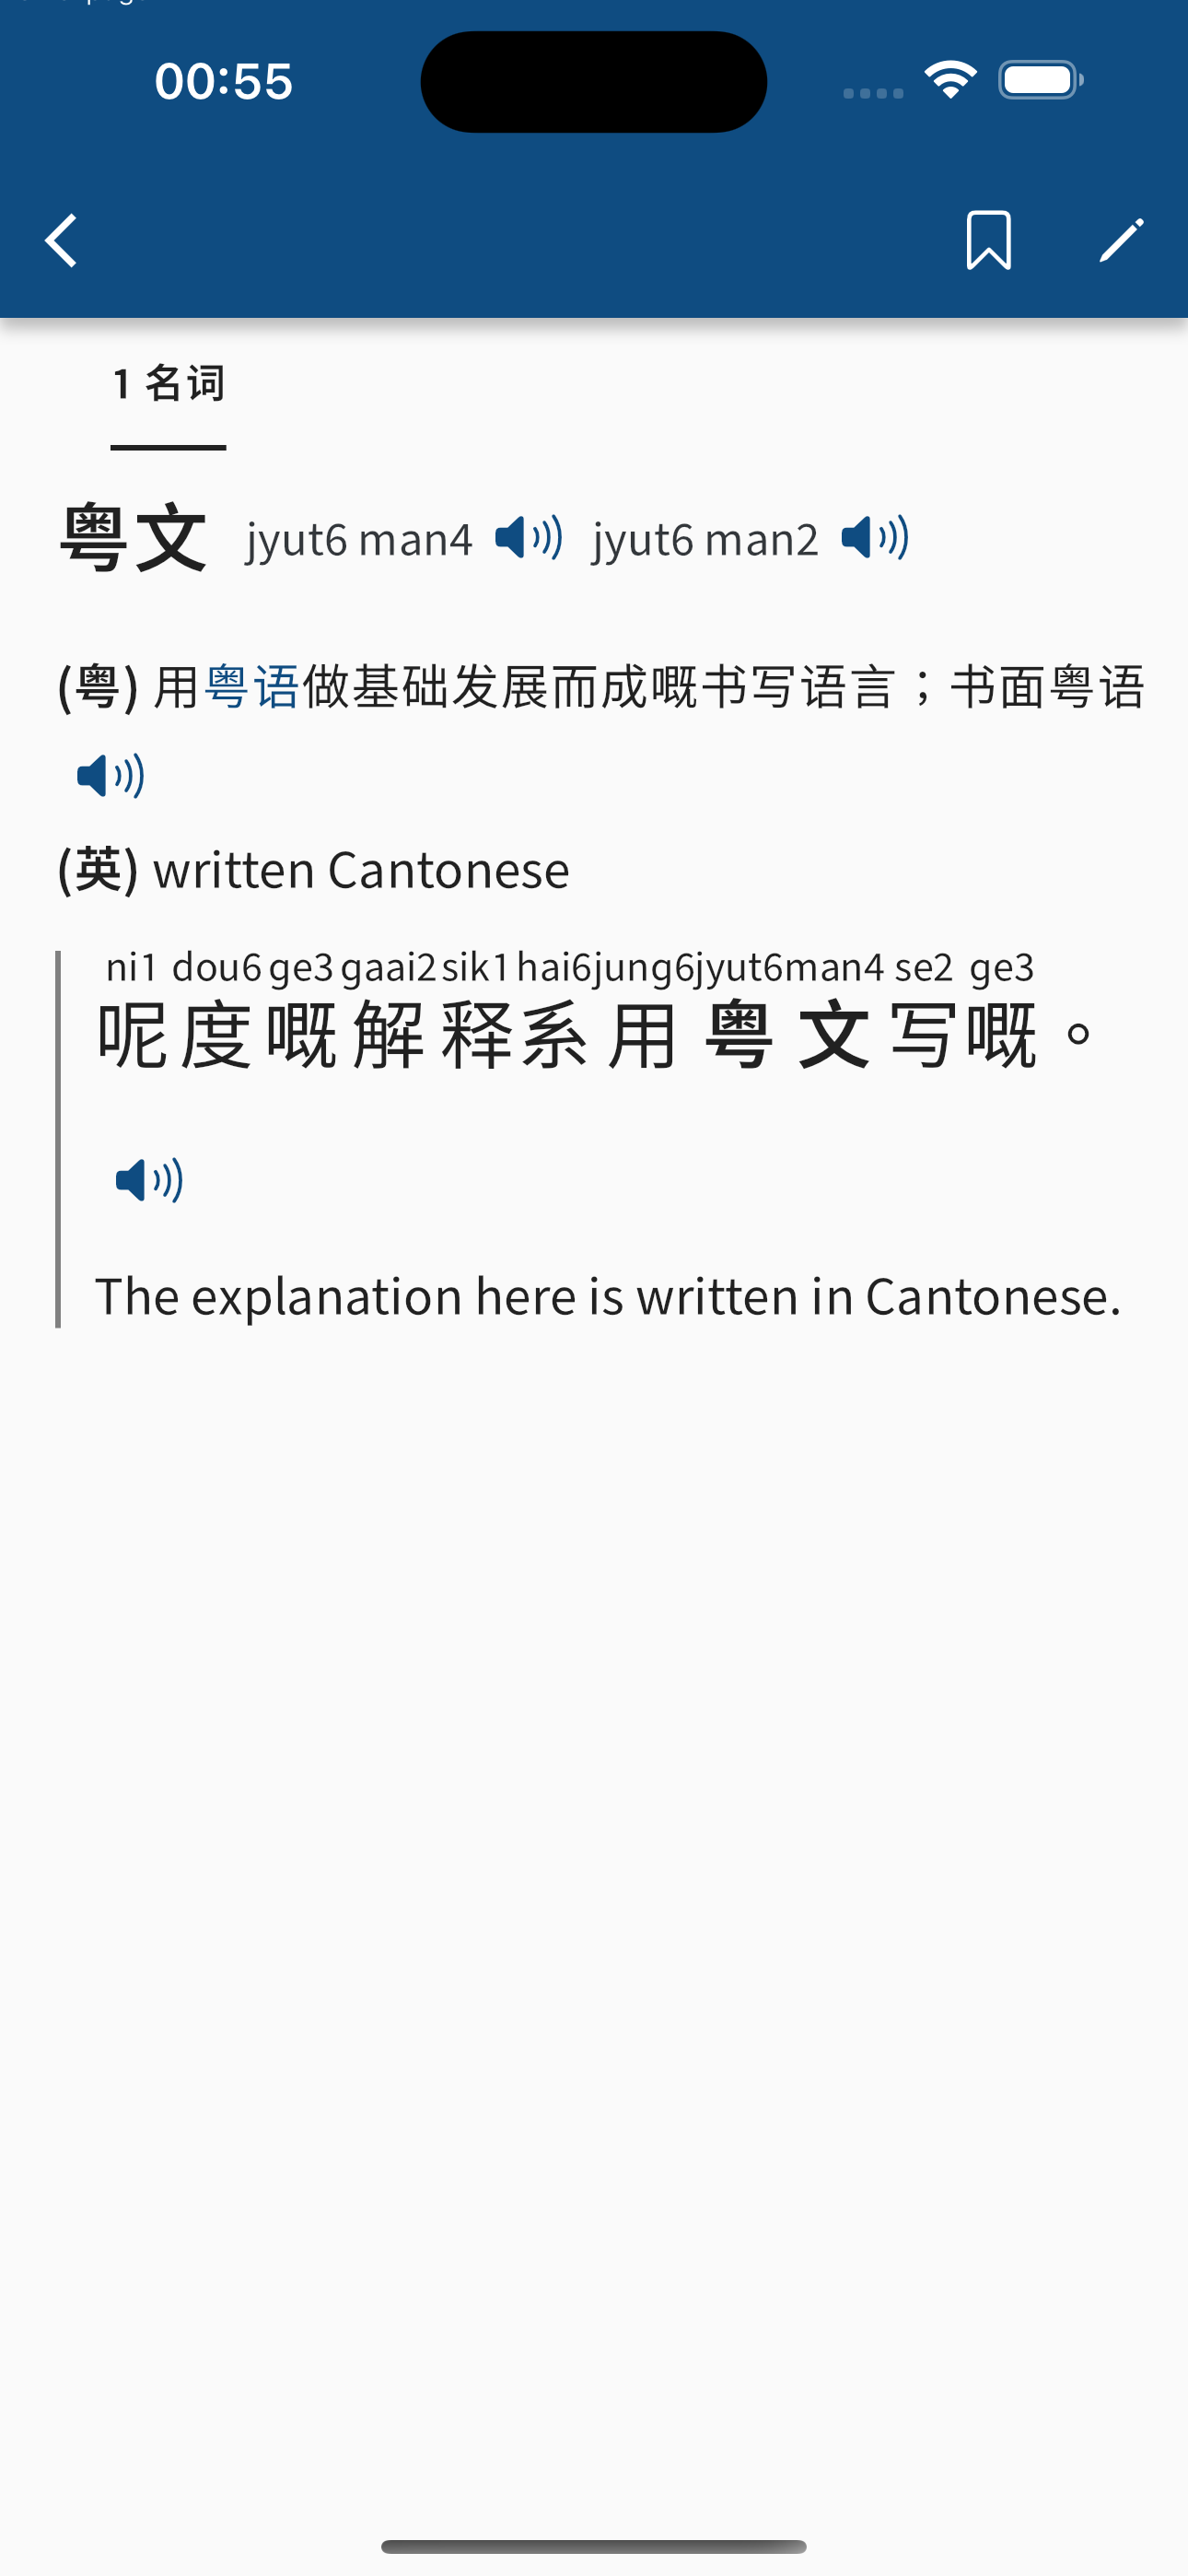 00:55
1 名词
粤文 jyut6 man4 jyut6 man2
(粤) 用粤语做基础发展而成嘅书写语言；书面粤语
(英) written Cantonese
ni1 dou6 ge3 gaai2 sik1 hai6 jung6 jyut6 man4 se2 ge3
呢度嘅解释系用粤文写嘅。
The explanation here is written in Cantonese.